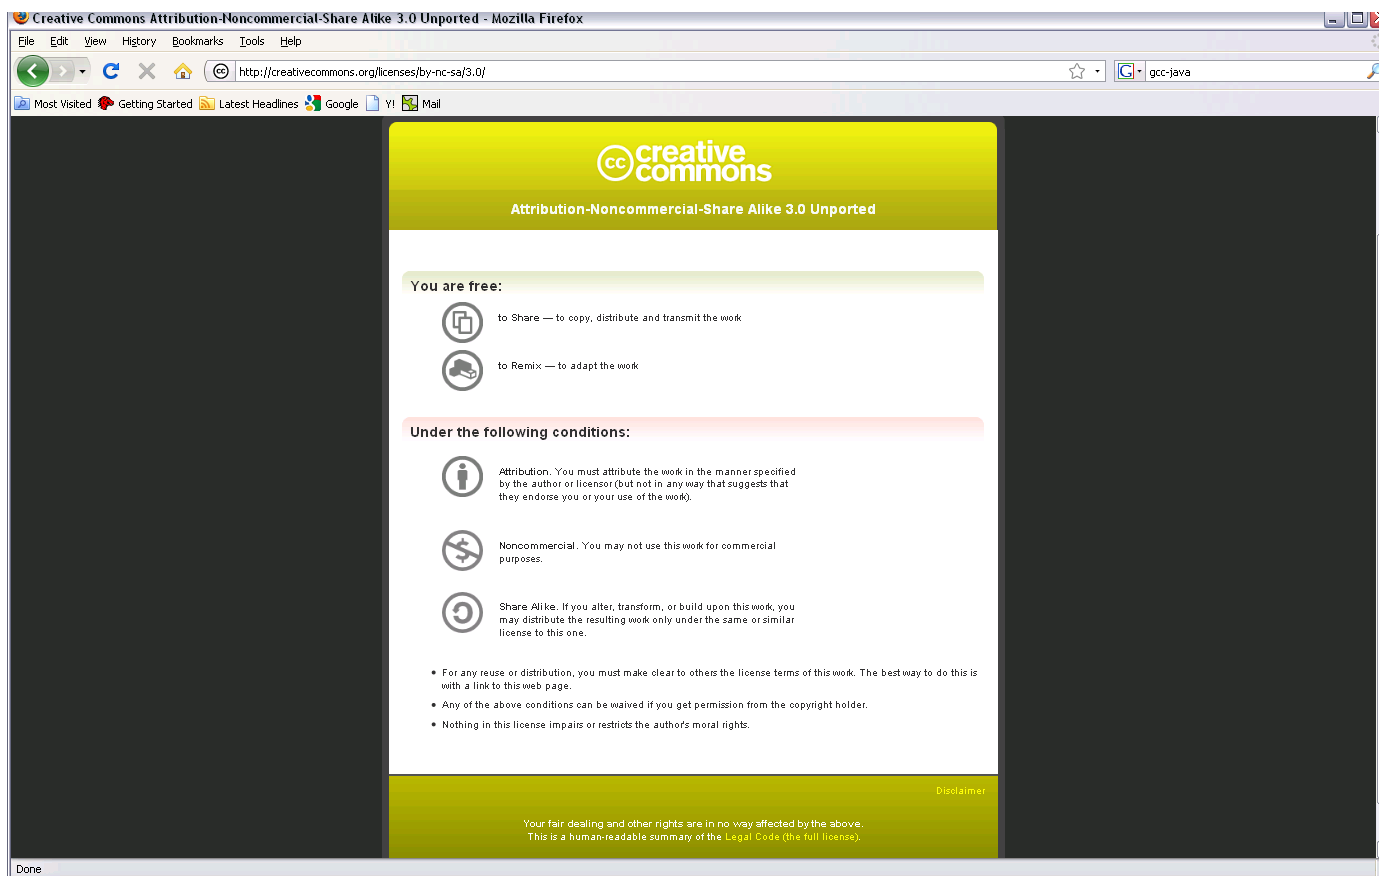 Creative Commons Attribution-Noncommercial-Share Alike 3.0 Unported - Mozilla Firefox
File Edit View History Bookmarks Tools Help
cc http://creativecommons.org/licenses/by-nc-sa/3.0/ G gcc-java
Most Visited Getting Started Latest Headlines Google Y! Mail
cc creative
commons
Attribution-Noncommercial-Share Alike 3.0 Unported
You are free:
to Share — to copy, distribute and transmit the work
to Remix — to adapt the work
Under the following conditions:
Attribution. You must attribute the work in the manner specified
by the author or licensor (but not in any way that suggests that
they endorse you or your use of the work).
$
Noncommercial. You may not use this work for commercial
purposes.
Share Alike. If you alter, transform, or build upon this work, you
may distribute the resulting work only under the same or similar
license to this one.
• For any reuse or distribution, you must make clear to others the license terms of this work. The best way to do this is
with a link to this web page.
• Any of the above conditions can be waived if you get permission from the copyright holder.
• Nothing in this license impairs or restricts the author's moral rights.
Disclaimer
Your fair dealing and other rights are in no way affected by the above.
This is a human-readable summary of the Legal Code (the full license).
Done